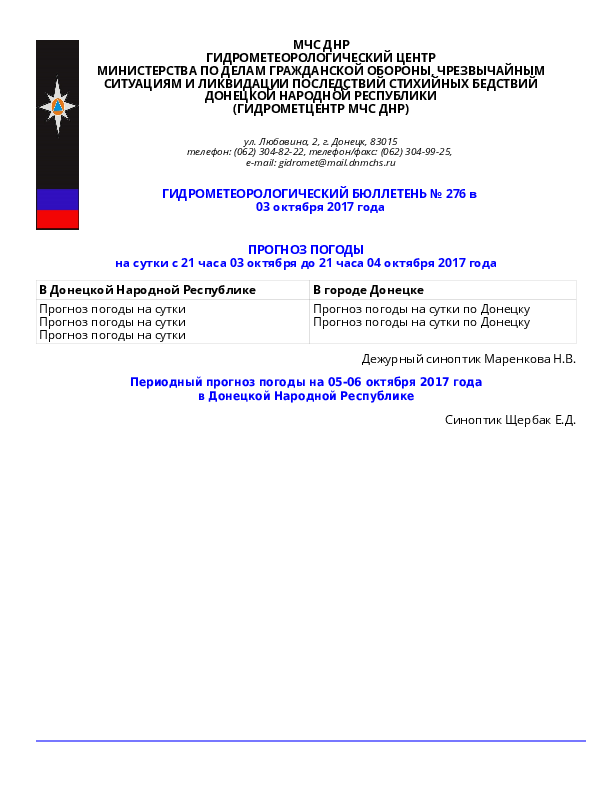 МЧС ДНР
ГИДРОМЕТЕОРОЛОГИЧЕСКИЙ ЦЕНТР
МИНИСТЕРСТВА ПО ДЕЛАМ ГРАЖДАНСКОЙ ОБОРОНЫ, ЧРЕЗВЫЧАЙНЫМ
СИТУАЦИЯМ И ЛИКВИДАЦИИ ПОСЛЕДСТВИЙ СТИХИЙНЫХ БЕДСТВИЙ
ДОНЕЦКОЙ НАРОДНОЙ РЕСПУБЛИКИ
(ГИДРОМЕТЦЕНТР МЧС ДНР)
ул. Любавина, 2, г. Донецк, 83015
телефон: (062) 304-82-22, телефон/факс: (062) 304-99-25,
e-mail: gidromet@mail.dnmchs.ru
ГИДРОМЕТЕОРОЛОГИЧЕСКИЙ БЮЛЛЕТЕНЬ № 276 в
03 октября 2017 года
ПРОГНОЗ ПОГОДЫ
на сутки с 21 часа 03 октября до 21 часа 04 октября 2017 года
В Донецкой Народной Республике
В городе Донецке
Прогноз погоды на сутки
Прогноз погоды на сутки
Прогноз погоды на сутки
Прогноз погоды на сутки по Донецку
Прогноз погоды на сутки по Донецку
Дежурный синоптик Маренкова Н.В.
Периодный прогноз погоды на 05-06 октября 2017 года
в Донецкой Народной Республике
Синоптик Щербак Е.Д.